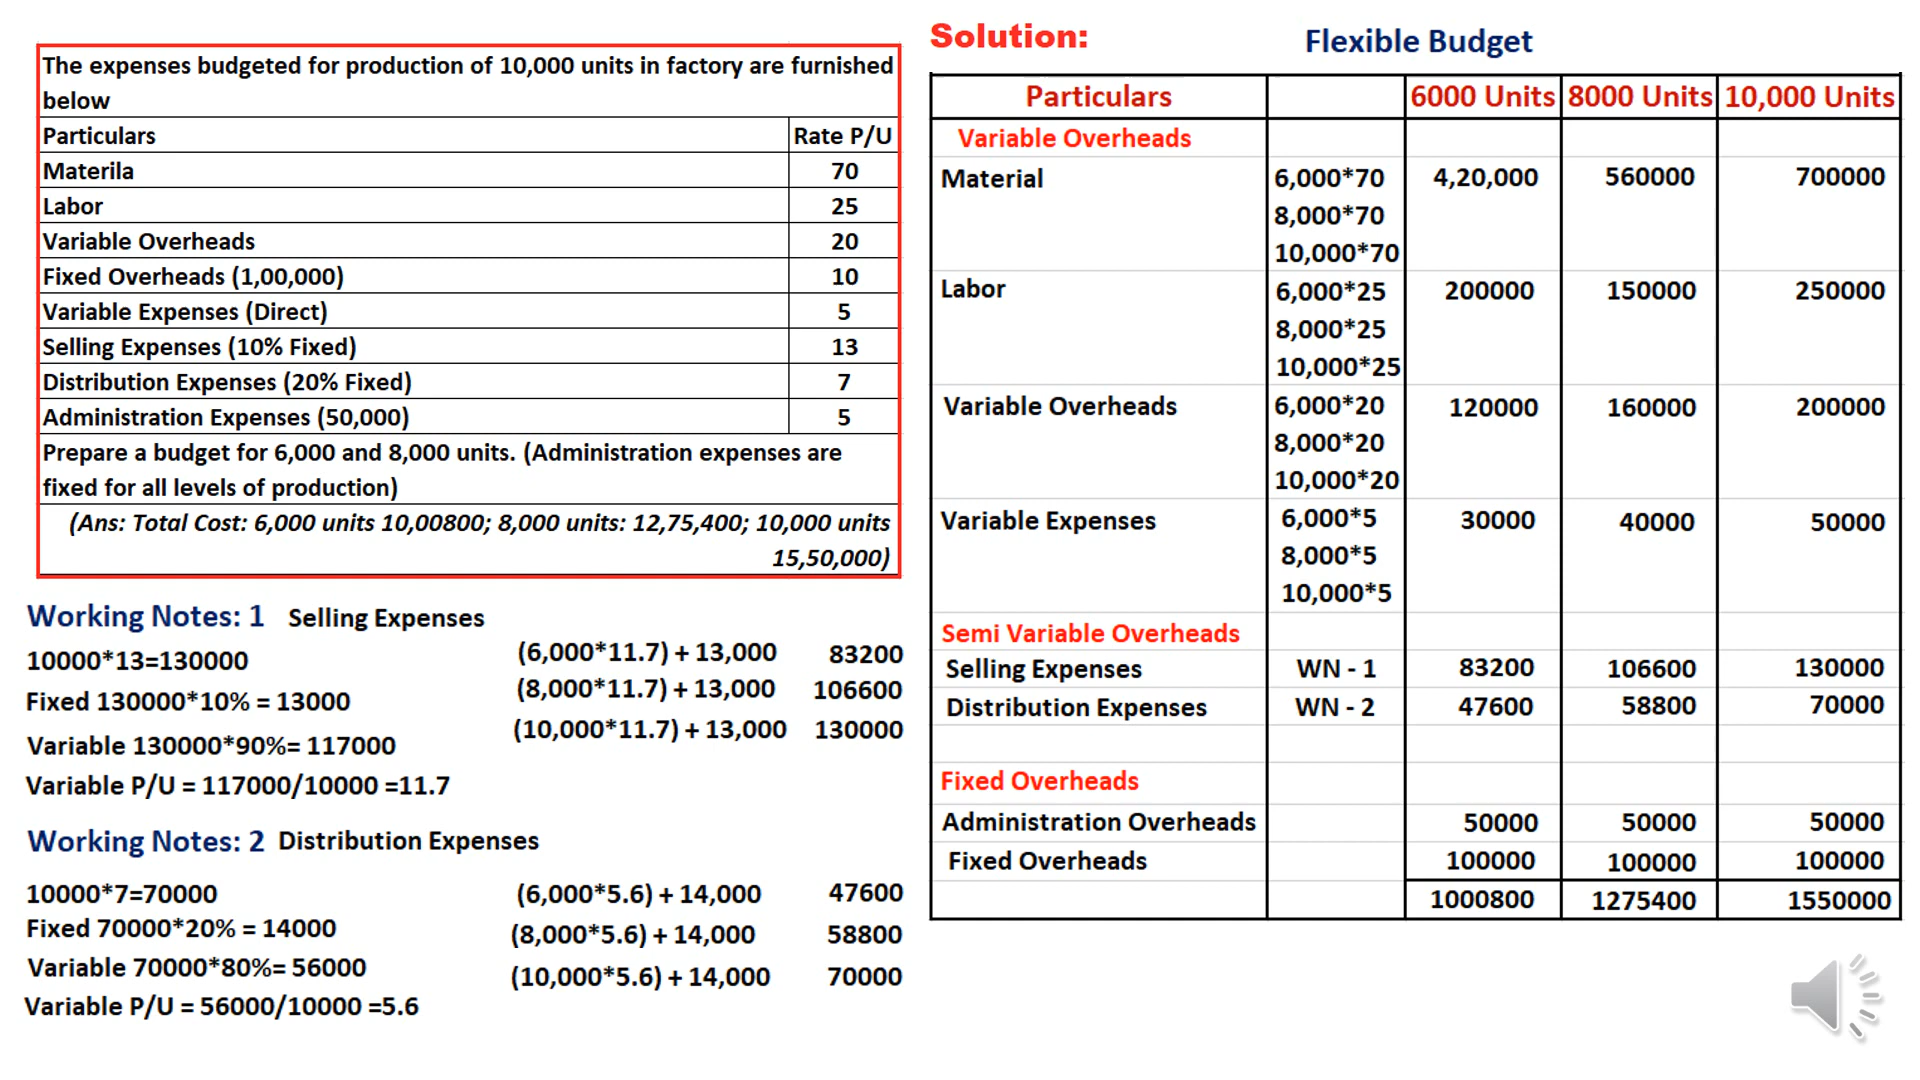 The expenses budgeted for production of 10,000 units in factory are furnished
below
Particulars Rate P/U
Materila 70
Labor 25
Variable Overheads 20
Fixed Overheads (1,00,000) 10
Variable Expenses (Direct) 5
Selling Expenses (10% Fixed) 13
Distribution Expenses (20% Fixed) 7
Administration Expenses (50,000) 5
Prepare a budget for 6,000 and 8,000 units. (Administration expenses are
fixed for all levels of production)
(Ans: Total Cost: 6,000 units 10,00800; 8,000 units: 12,75,400; 10,000 units
15,50,000)
Working Notes: 1 Selling Expenses
10000*13=130000
Fixed 130000*10% = 13000
Variable 130000*90%= 117000
Variable P/U = 117000/10000 =11.7
(6,000*11.7) + 13,000 83200
(8,000*11.7) + 13,000 106600
(10,000*11.7) + 13,000 130000
Working Notes: 2 Distribution Expenses
10000*7=70000
Fixed 70000*20% = 14000
Variable 70000*80%= 56000
Variable P/U = 56000/10000 =5.6
(6,000*5.6) + 14,000 47600
(8,000*5.6) + 14,000 58800
(10,000*5.6) + 14,000 70000
Solution:
Flexible Budget
Particulars 6000 Units 8000 Units 10,000 Units
Variable Overheads
Material 6,000*70 4,20,000 560000 700000
8,000*70
10,000*70
Labor 6,000*25 200000 150000 250000
8,000*25
10,000*25
Variable Overheads 6,000*20 120000 160000 200000
8,000*20
10,000*20
Variable Expenses 6,000*5 30000 40000 50000
8,000*5
10,000*5
Semi Variable Overheads
Selling Expenses WN - 1 83200 106600 130000
Distribution Expenses WN - 2 47600 58800 70000
Fixed Overheads
Administration Overheads 50000 50000 50000
Fixed Overheads 100000 100000 100000
1000800 1275400 1550000